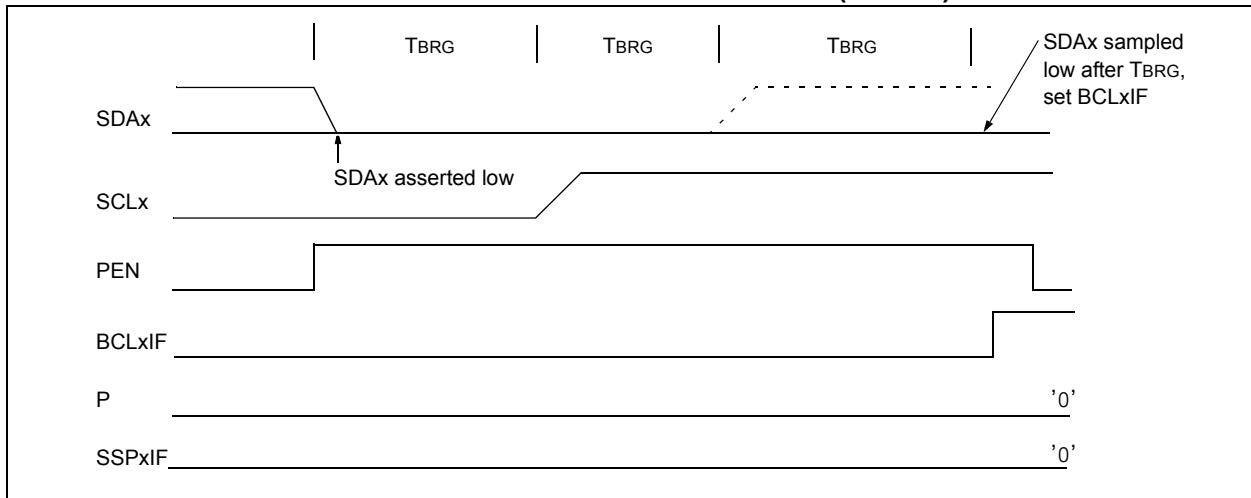 TBRG TBRG TBRG
SDAx sampled
low after TBRG,
set BCLxIF
SDAx
SDAx asserted low
SCLx
PEN
BCLxIF
P '0'
SSPxIF '0'